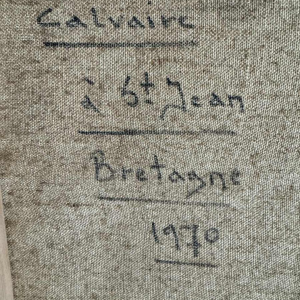 Calvaire
à St Jean
Bretagne
1970